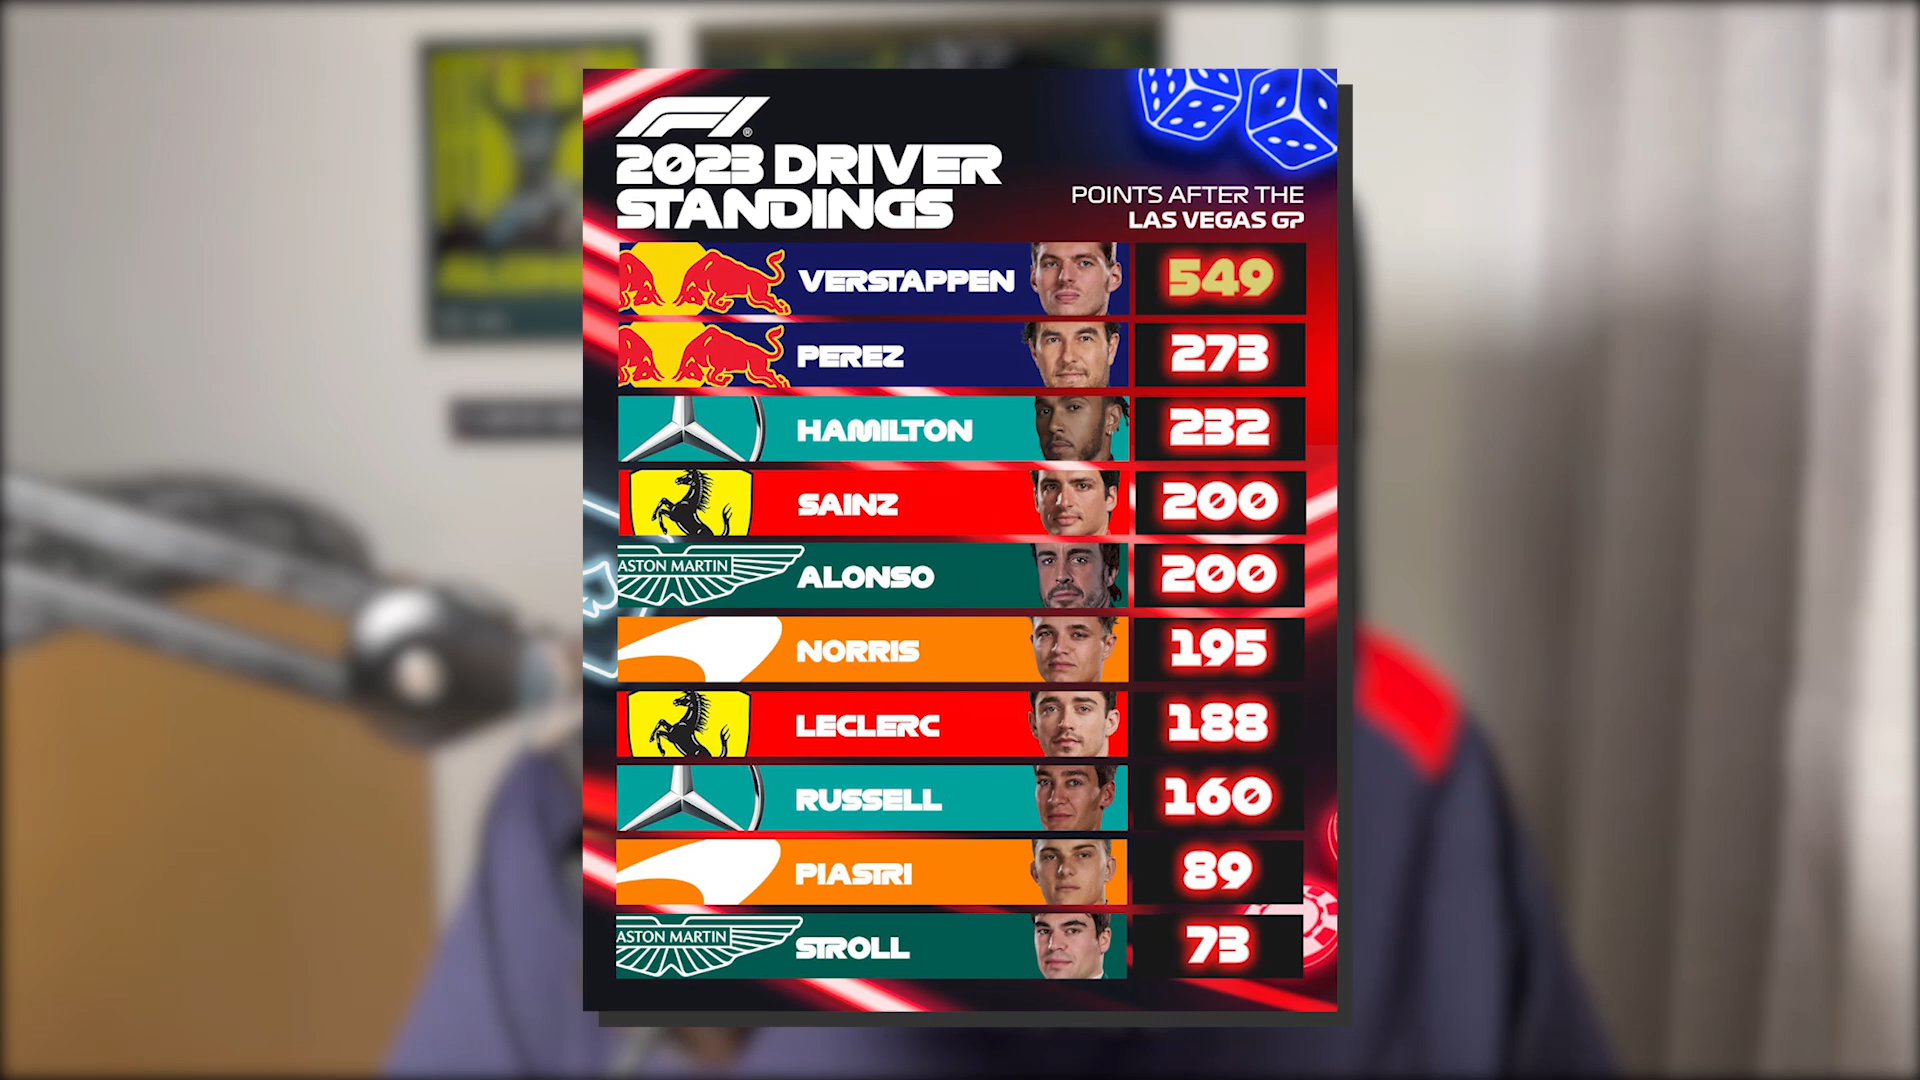 F1®
2023 DRIVER
STANDINGS
POINTS AFTER THE
LAS VEGAS GP
VERSTAPPEN 549
PEREZ 273
HAMILTON 232
SAINZ 200
ASTON MARTIN ALONSO 200
NORRIS 195
LECLERC 188
RUSSELL 160
PIASTRI 89
ASTON MARTIN STROLL 73